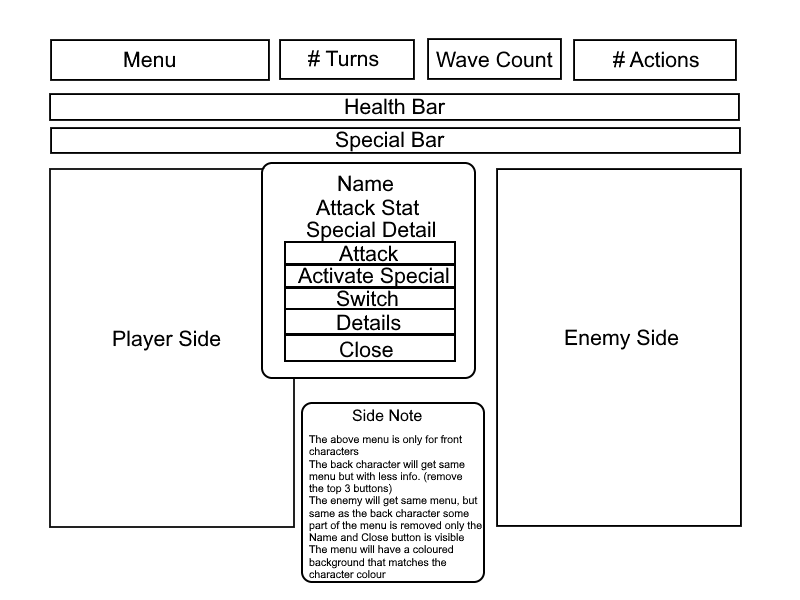 Menu
# Turns
Wave Count
# Actions
Health Bar
Special Bar
Name
Attack Stat
Special Detail
Attack
Activate Special
Switch
Details
Close
Player Side
Enemy Side
Side Note
The above menu is only for front
characters
The back character will get same
menu but with less info. (remove
the top 3 buttons)
The enemy will get same menu, but
same as the back character some
part of the menu is removed only the
Name and Close button is visible
The menu will have a coloured
background that matches the
character colour